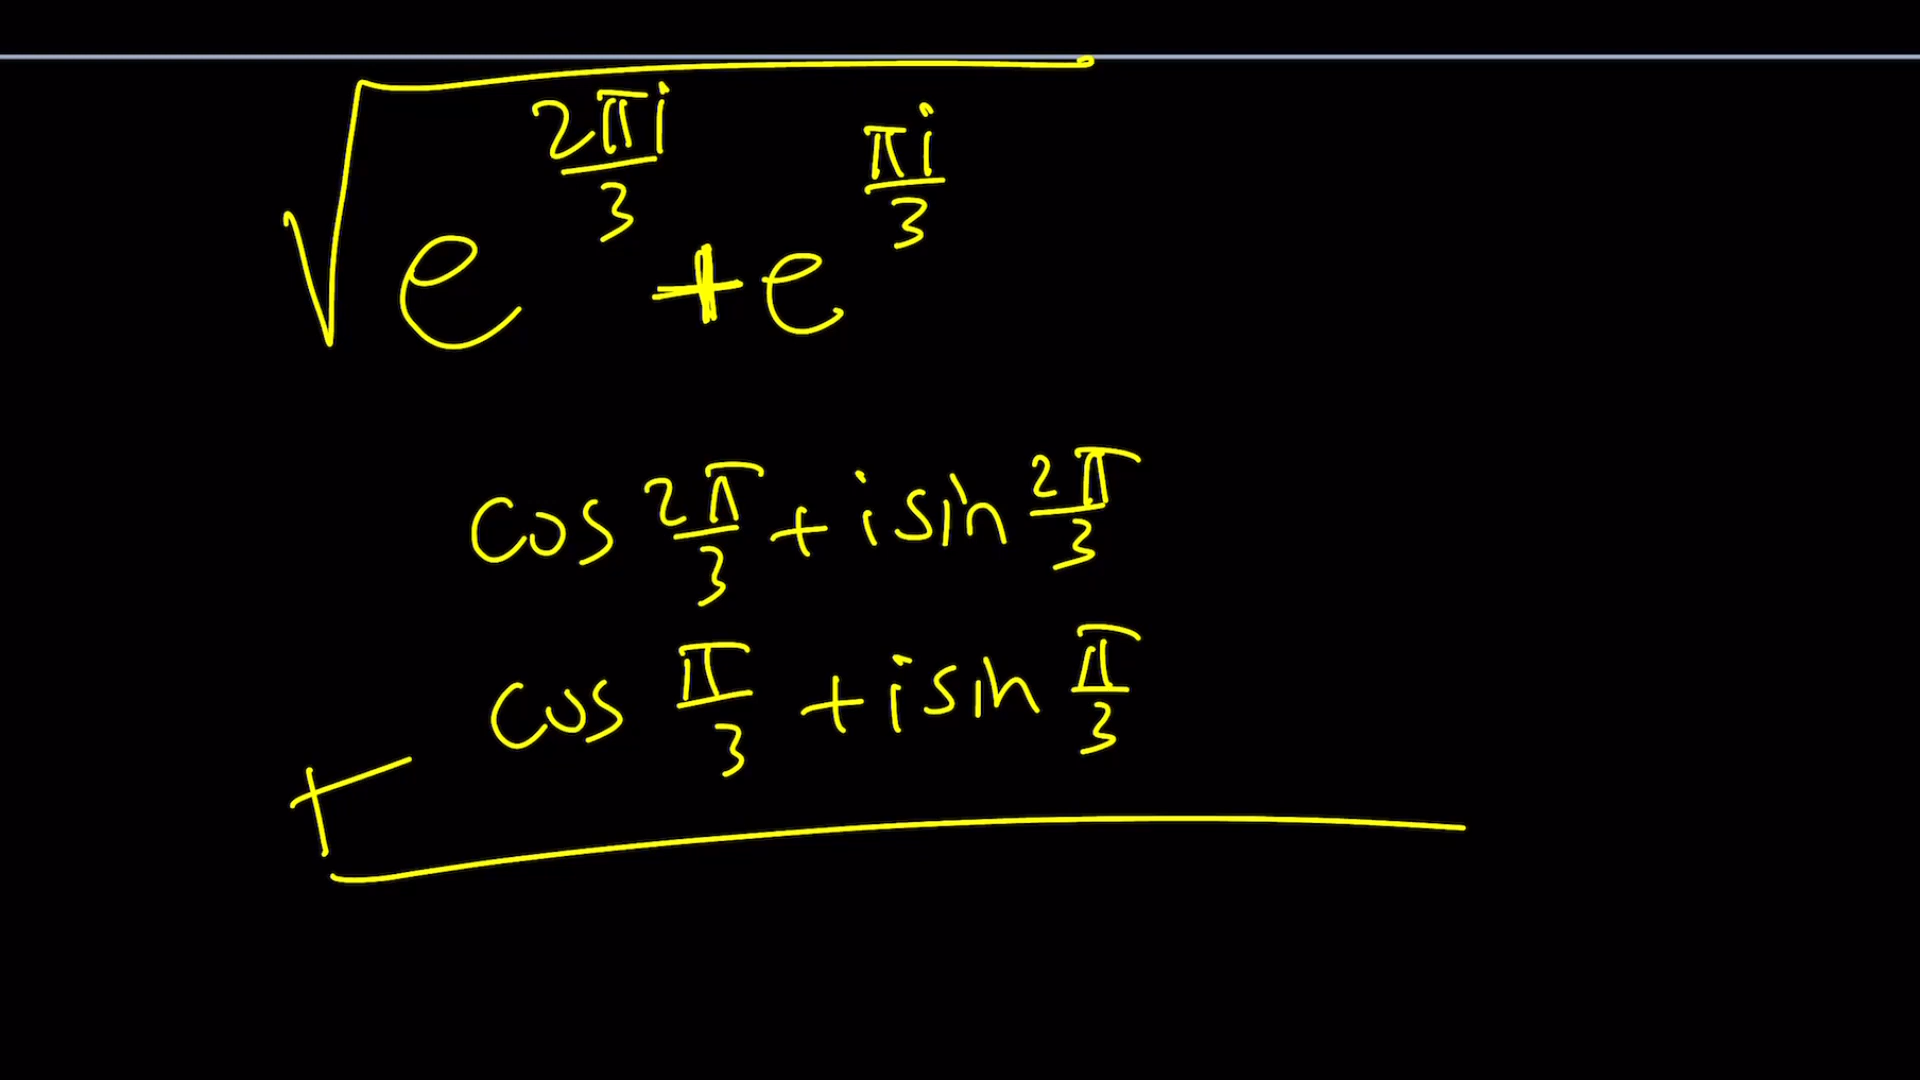 √(e^(2πi/3) + e^(πi/3))
cos 2π/3 + i sin 2π/3
cos π/3 + i sin π/3
+